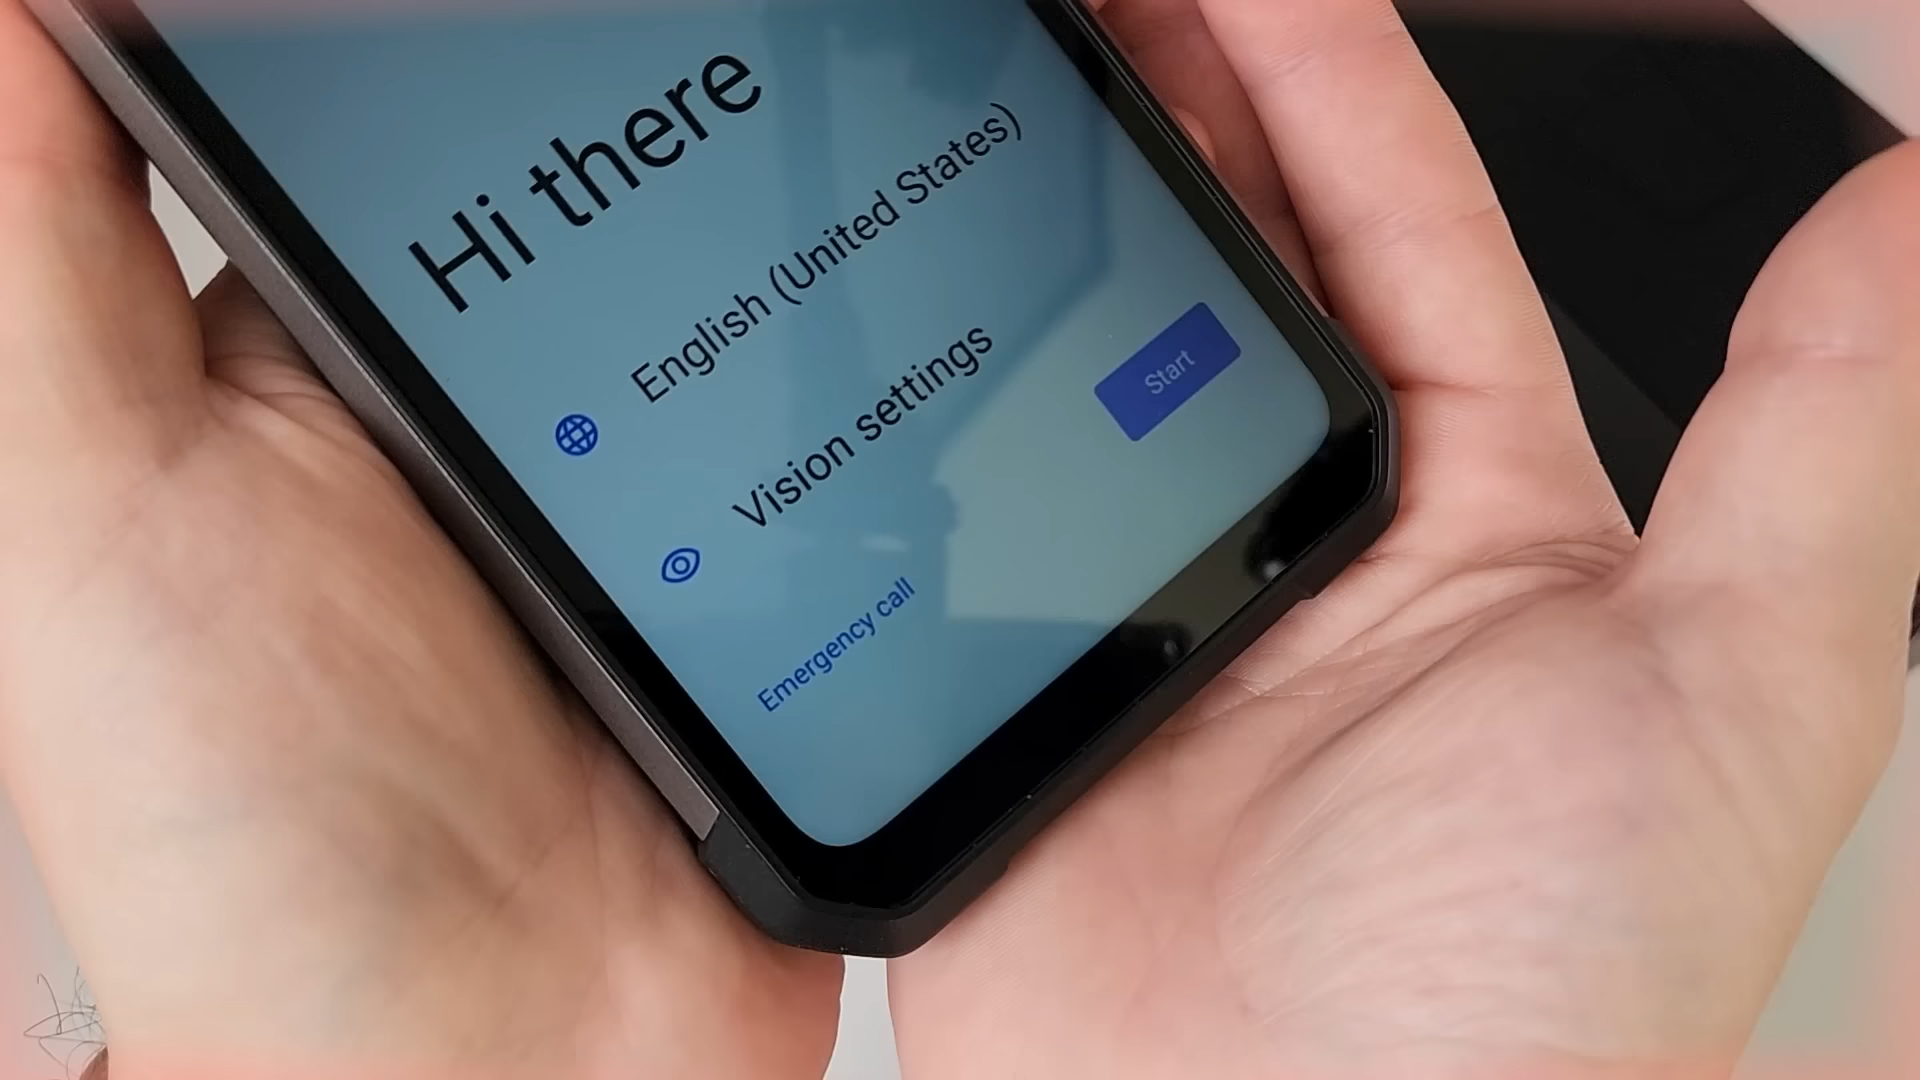 Hi there
English (United States)
Vision settings
Start
Emergency call